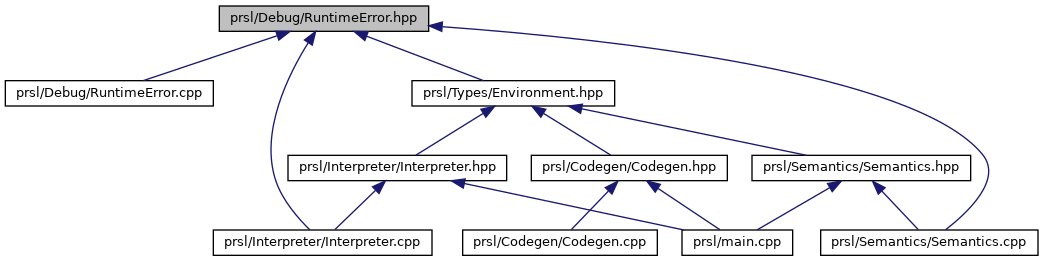 prsl/Debug/RuntimeError.hpp
prsl/Debug/RuntimeError.cpp
prsl/Types/Environment.hpp
prsl/Interpreter/Interpreter.hpp
prsl/Codegen/Codegen.hpp
prsl/Semantics/Semantics.hpp
prsl/Interpreter/Interpreter.cpp
prsl/Codegen/Codegen.cpp
prsl/main.cpp
prsl/Semantics/Semantics.cpp